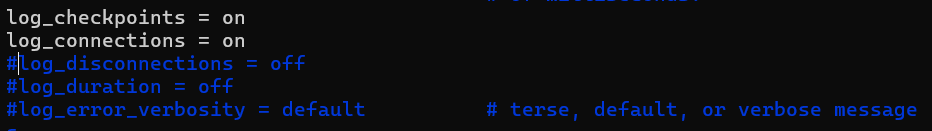 log_checkpoints = on
log_connections = on
#log_disconnections = off
#log_duration = off
#log_error_verbosity = default # terse, default, or verbose message